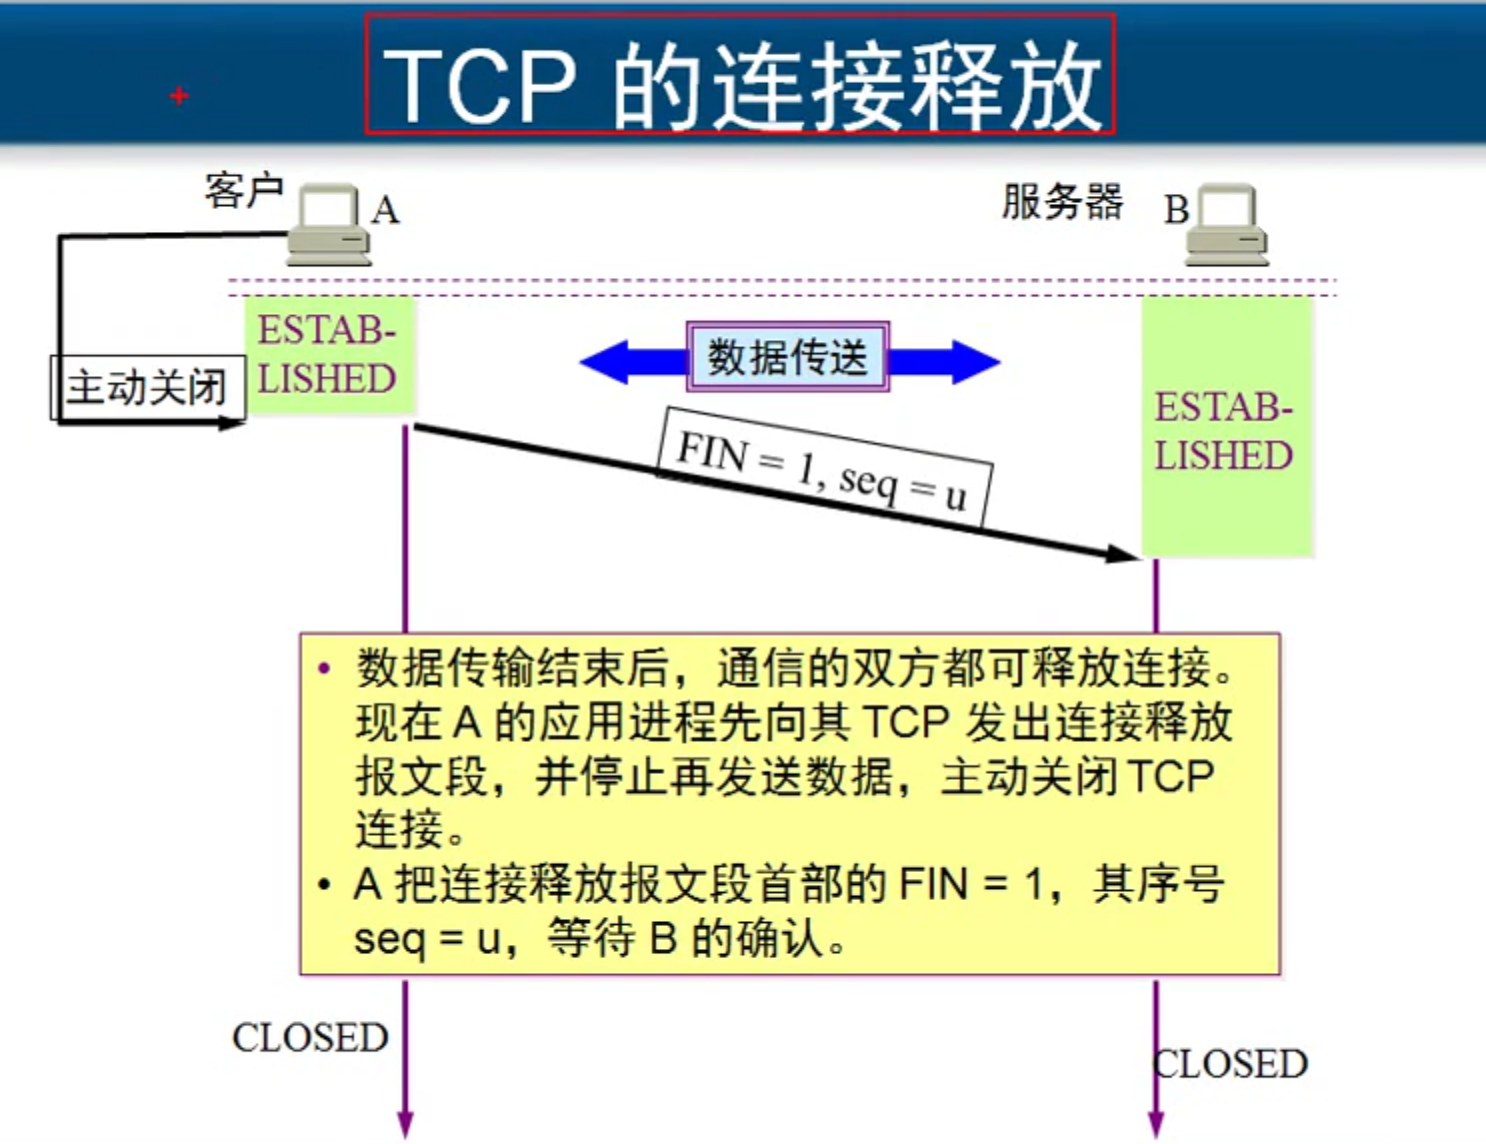 TCP 的连接释放
客户
A
服务器
B
ESTAB-
LISHED
数据传送
主动关闭
ESTAB-
LISHED
FIN = 1, seq = u
• 数据传输结束后，通信的双方都可释放连接。
现在 A 的应用进程先向其 TCP 发出连接释放
报文段，并停止再发送数据，主动关闭 TCP
连接。
• A 把连接释放报文段首部的 FIN = 1，其序号
seq = u，等待 B 的确认。
CLOSED
CLOSED